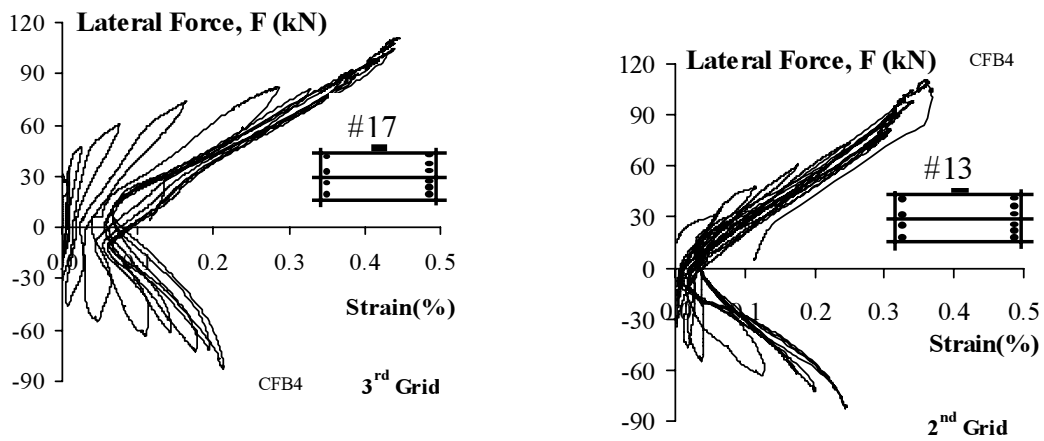 Lateral Force, F (kN)
120
90
60
30
0
-30
-60
-90
0.0 0.1 0.2 0.3 0.4 0.5
#17
Strain(%)
CFB4
3rd Grid
Lateral Force, F (kN)
CFB4
120
90
60
30
0
-30
-60
-90
0.0 0.1 0.2 0.3 0.4 0.5
#13
Strain(%)
2nd Grid